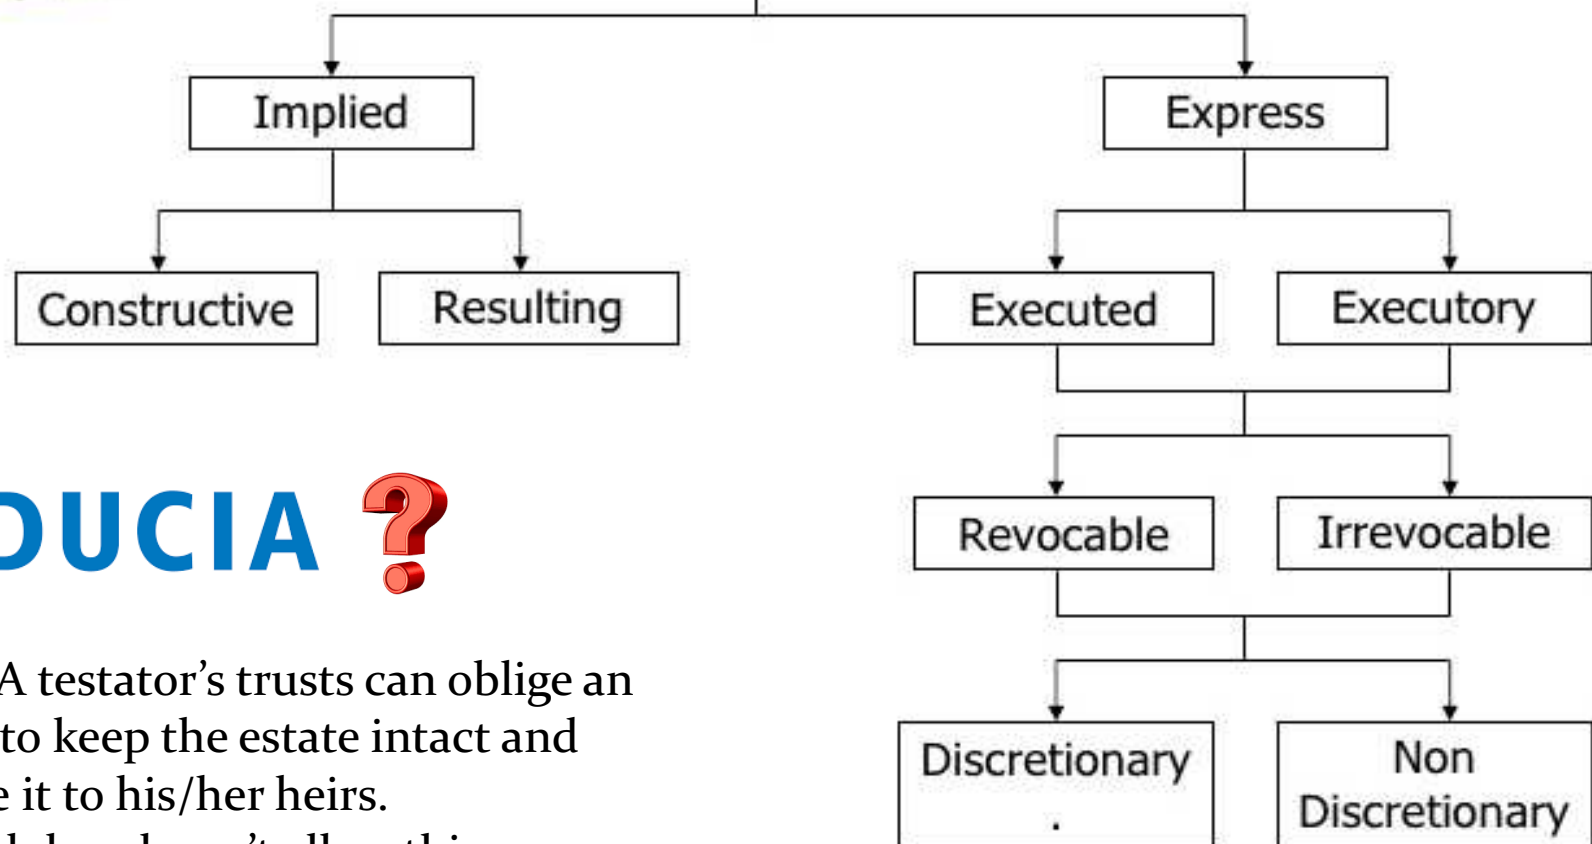 Implied
Express
Constructive
Resulting
Executed
Executory
Revocable
Irrevocable
DUCIA ?
A testator's trusts can oblige an
to keep the estate intact and
it to his/her heirs.
Discretionary
.
Non
Discretionary